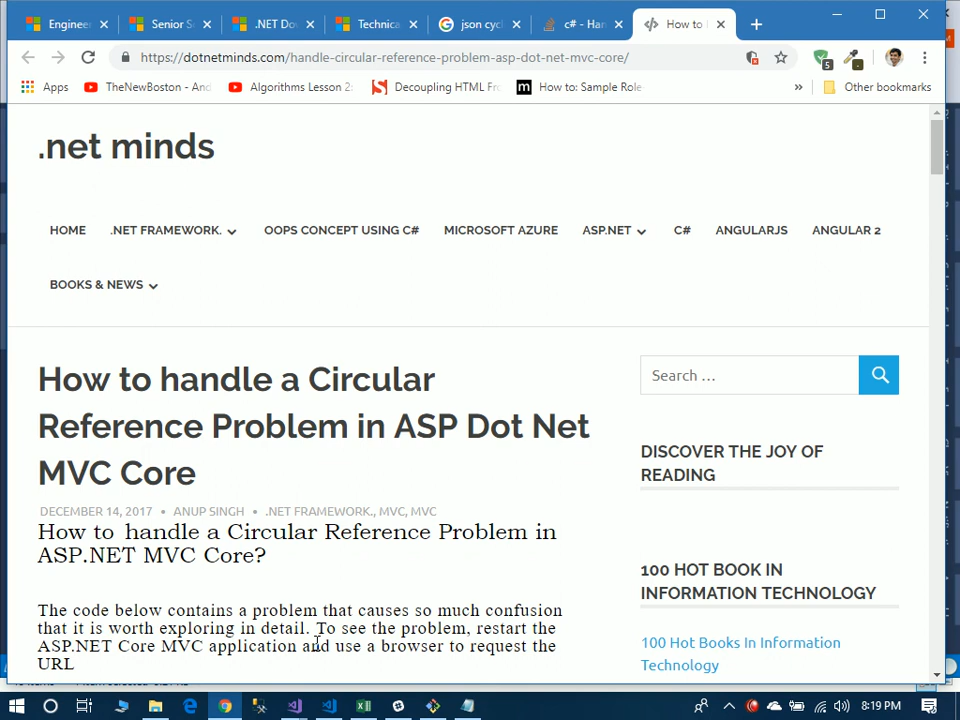 Engineer
Senior S
.NET Do
Technica
json cyc
c# - Han
How to
https://dotnetminds.com/handle-circular-reference-problem-asp-dot-net-mvc-core/
5
Apps
TheNewBoston - And
Algorithms Lesson 2:
Decoupling HTML Fro
m
How to: Sample Role
»
Other bookmarks
.net minds
HOME
.NET FRAMEWORK.
OOPS CONCEPT USING C#
MICROSOFT AZURE
ASP.NET
C#
ANGULARJS
ANGULAR 2
BOOKS & NEWS
How to handle a Circular
Reference Problem in ASP Dot Net
MVC Core
DECEMBER 14, 2017 • ANUP SINGH • .NET FRAMEWORK., MVC, MVC
How to handle a Circular Reference Problem in
ASP.NET MVC Core?
The code below contains a problem that causes so much confusion
that it is worth exploring in detail. To see the problem, restart the
ASP.NET Core MVC application and use a browser to request the
URL
Search …
DISCOVER THE JOY OF
READING
100 HOT BOOK IN
INFORMATION TECHNOLOGY
100 Hot Books In Information
Technology
8:19 PM